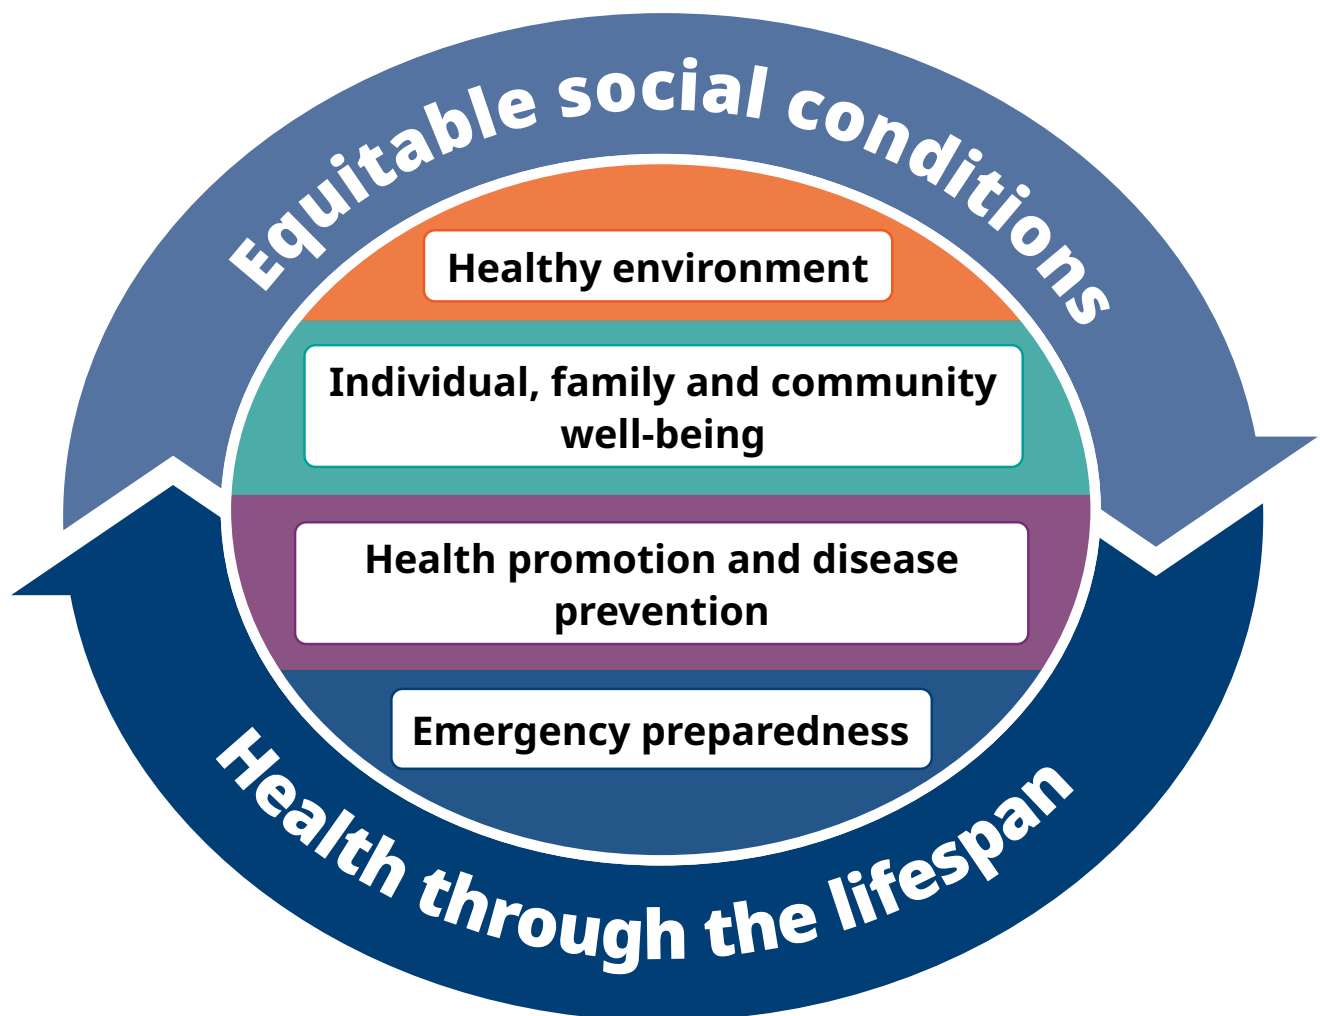 Equitable social conditions
Healthy environment
Individual, family and community
well-being
Health promotion and disease
prevention
Emergency preparedness
Health through the lifespan